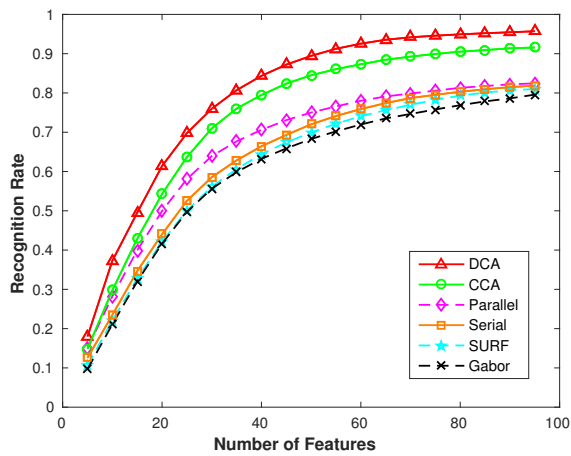 1
0.9
0.8
0.7
0.6
0.5
0.4
0.3
0.2
0.1
0
Recognition Rate
DCA
CCA
Parallel
Serial
SURF
Gabor
0 20 40 60 80 100
Number of Features